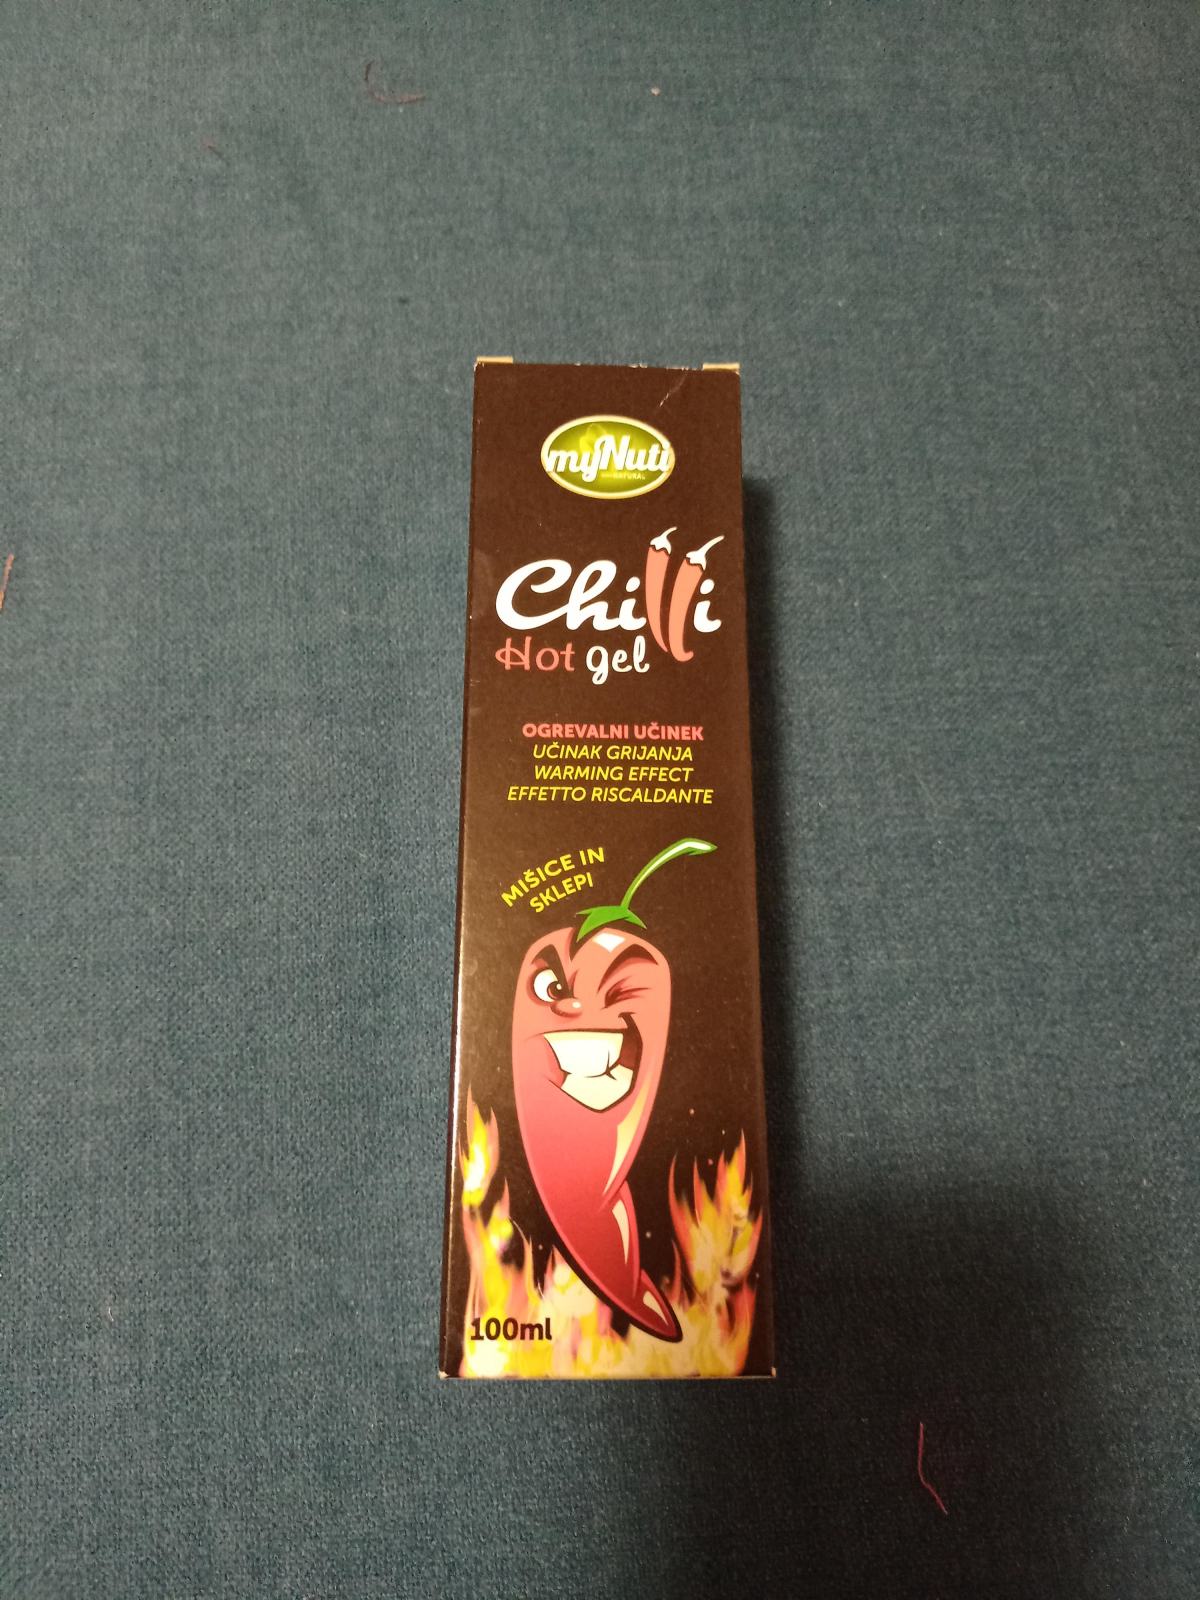 myNuti
NATURAL
Chilli
Hot gel
OGREVALNI UČINEK
UČINAK GRIJANJA
WARMING EFFECT
EFFETTO RISCALDANTE
MIŠICE IN
SKLEPI
100ml